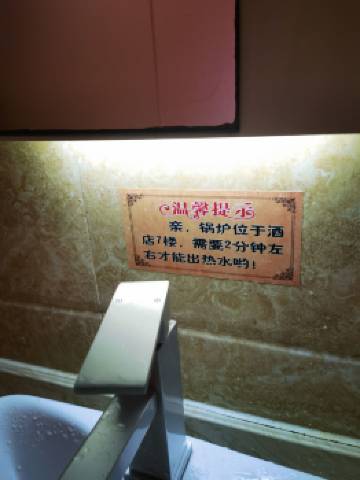 温馨提示
亲，锅炉位于酒
店7楼，需要2分钟左
右才能出热水哟！